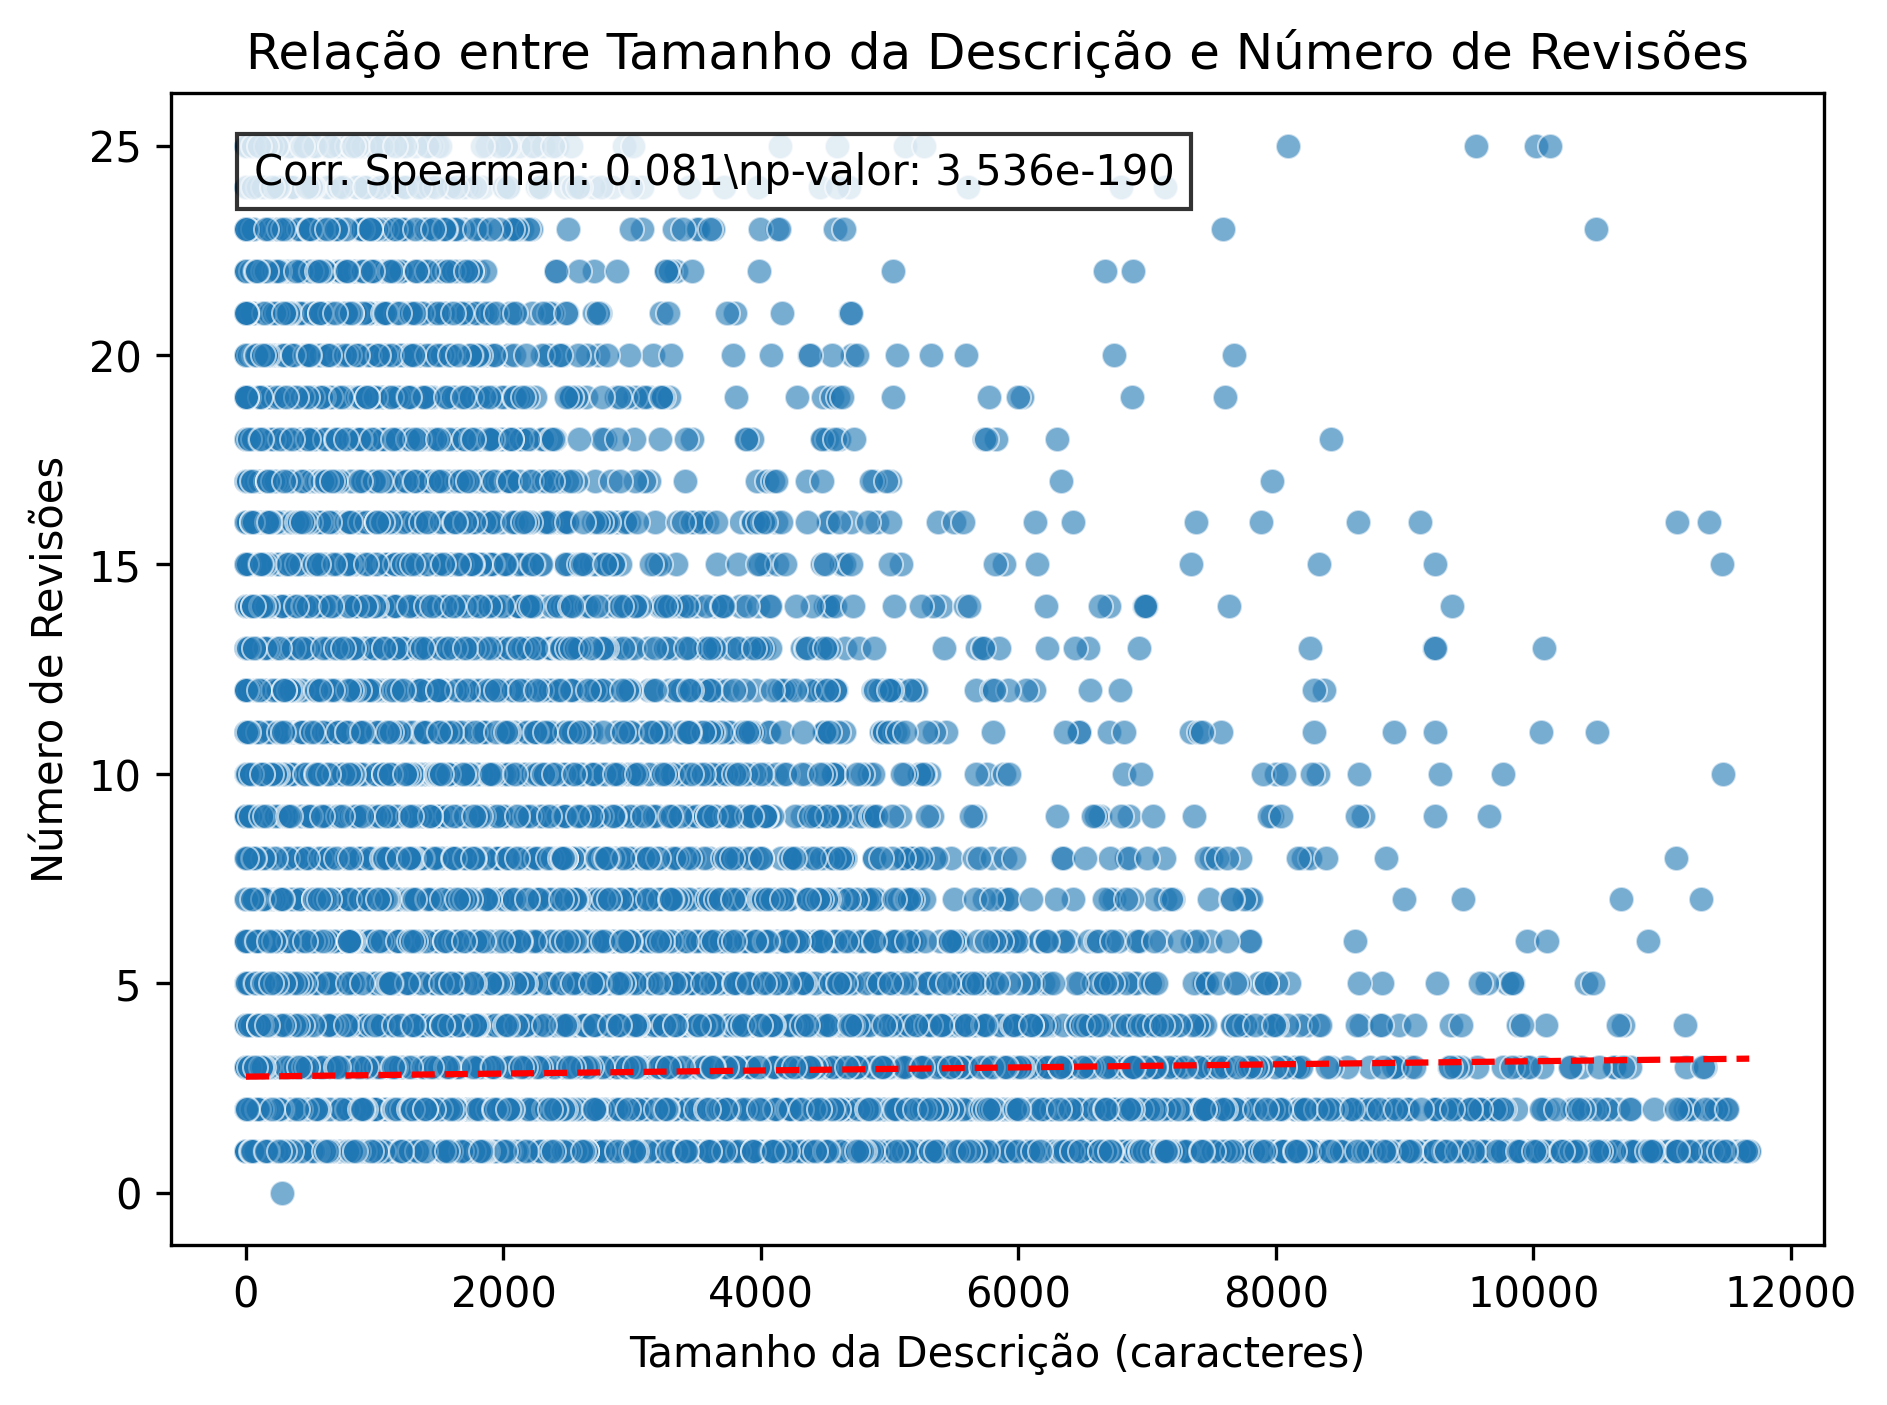 Relação entre Tamanho da Descrição e Número de Revisões
Corr. Spearman: 0.081\np-valor: 3.536e-190
Número de Revisões
25
20
15
10
5
0
0 2000 4000 6000 8000 10000 12000
Tamanho da Descrição (caracteres)